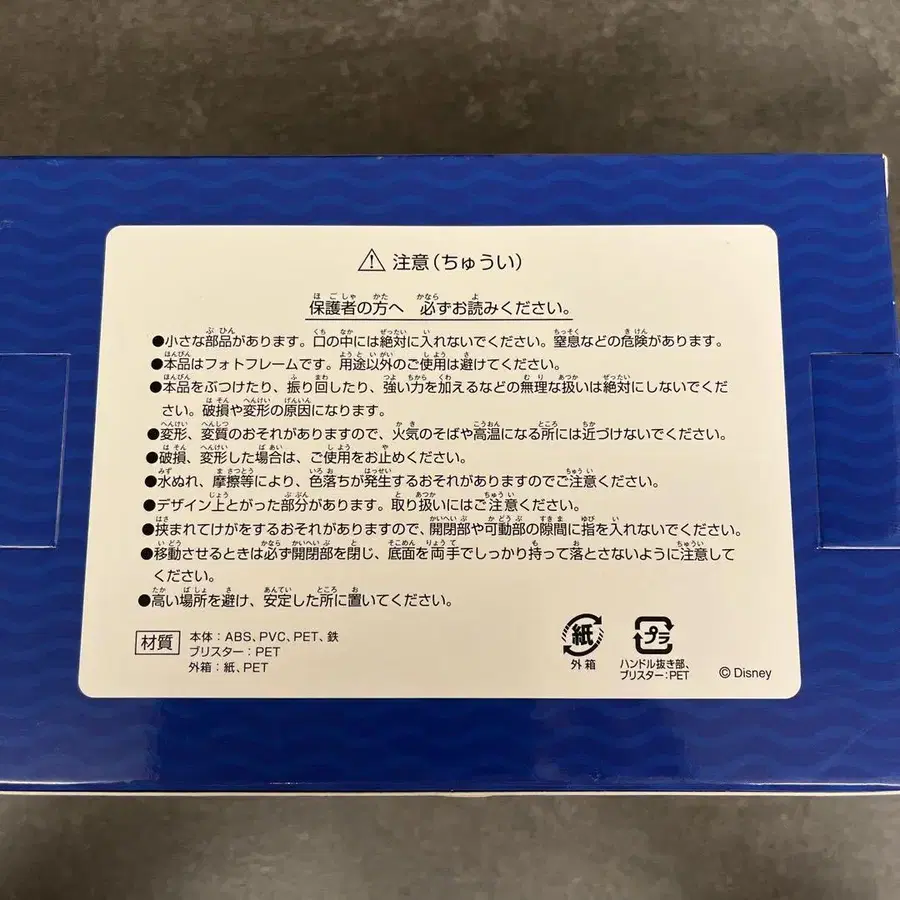 ⚠ 注意(ちゅうい)
保護者の方へ 必ずお読みください。
●小さな部品があります。口の中には絶対に入れないでください。窒息などの危険があります。
●本品はフォトフレームです。用途以外のご使用は避けてください。
●本品をぶつけたり、振り回したり、強い力を加えるなどの無理な扱いは絶対にしないでくだ
さい。破損や変形の原因になります。
●変形、変質のおそれがありますので、火気のそばや高温になる所には近づけないでください。
●破損、変形した場合は、ご使用をお止めください。
●水ぬれ、摩擦等により、色落ちが発生するおそれがありますのでご注意ください。
●デザイン上とがった部分があります。取り扱いにはご注意ください。
●挟まれてけがをするおそれがありますので、開閉部や可動部の隙間に指を入れないでください。
●移動させるときは必ず開閉部を閉じ、底面を両手でしっかり持って落とさないように注意して
ください。
●高い場所を避け、安定した所に置いてください。
材質
本体:ABS、PVC、PET、鉄
ブリスター:PET
外箱:紙、PET
紙
外箱
プラ
ハンドル抜き部、
ブリスター:PET
© Disney